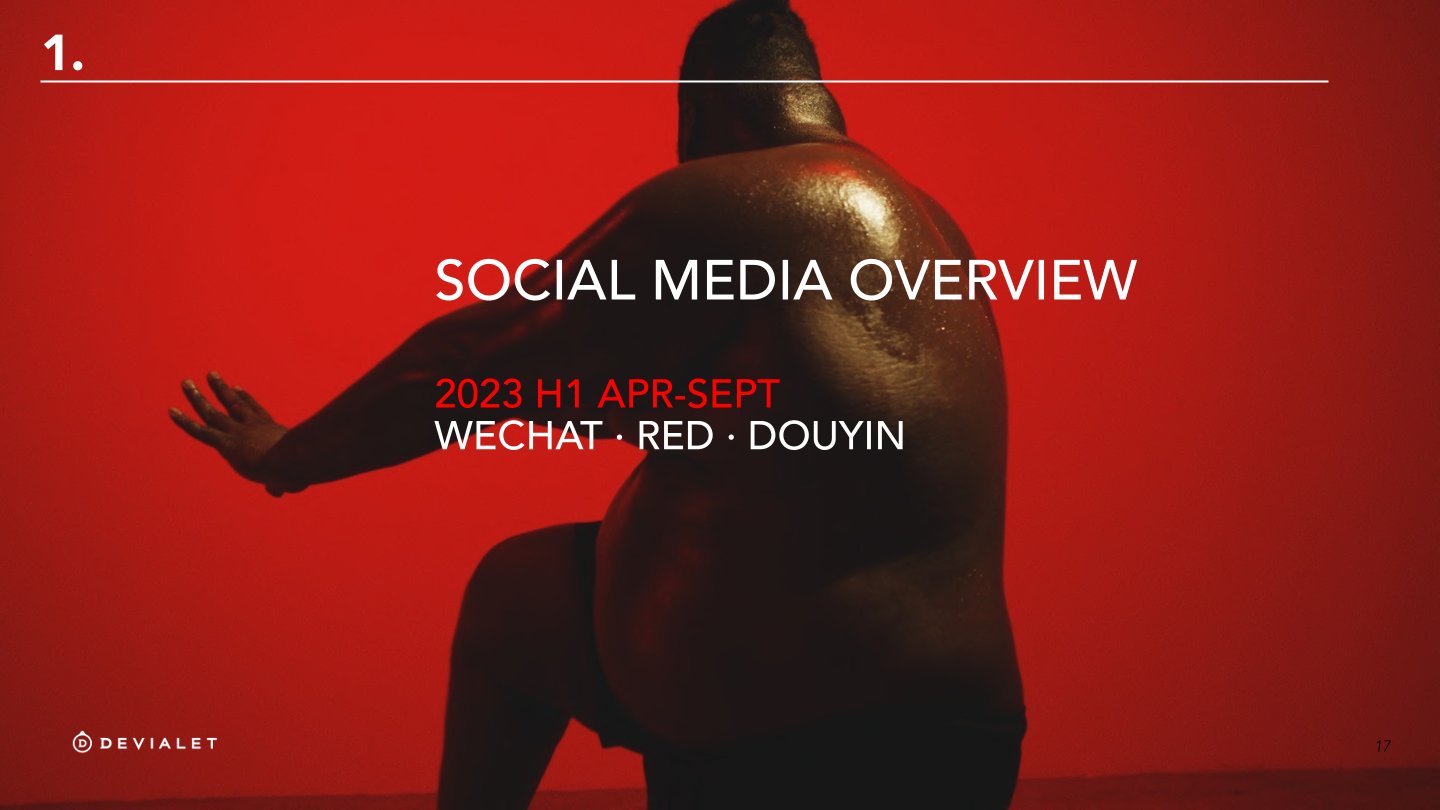 1.
SOCIAL MEDIA OVERVIEW
2023 H1 APR-SEPT
WECHAT · RED · DOUYIN
DEVIALET
17